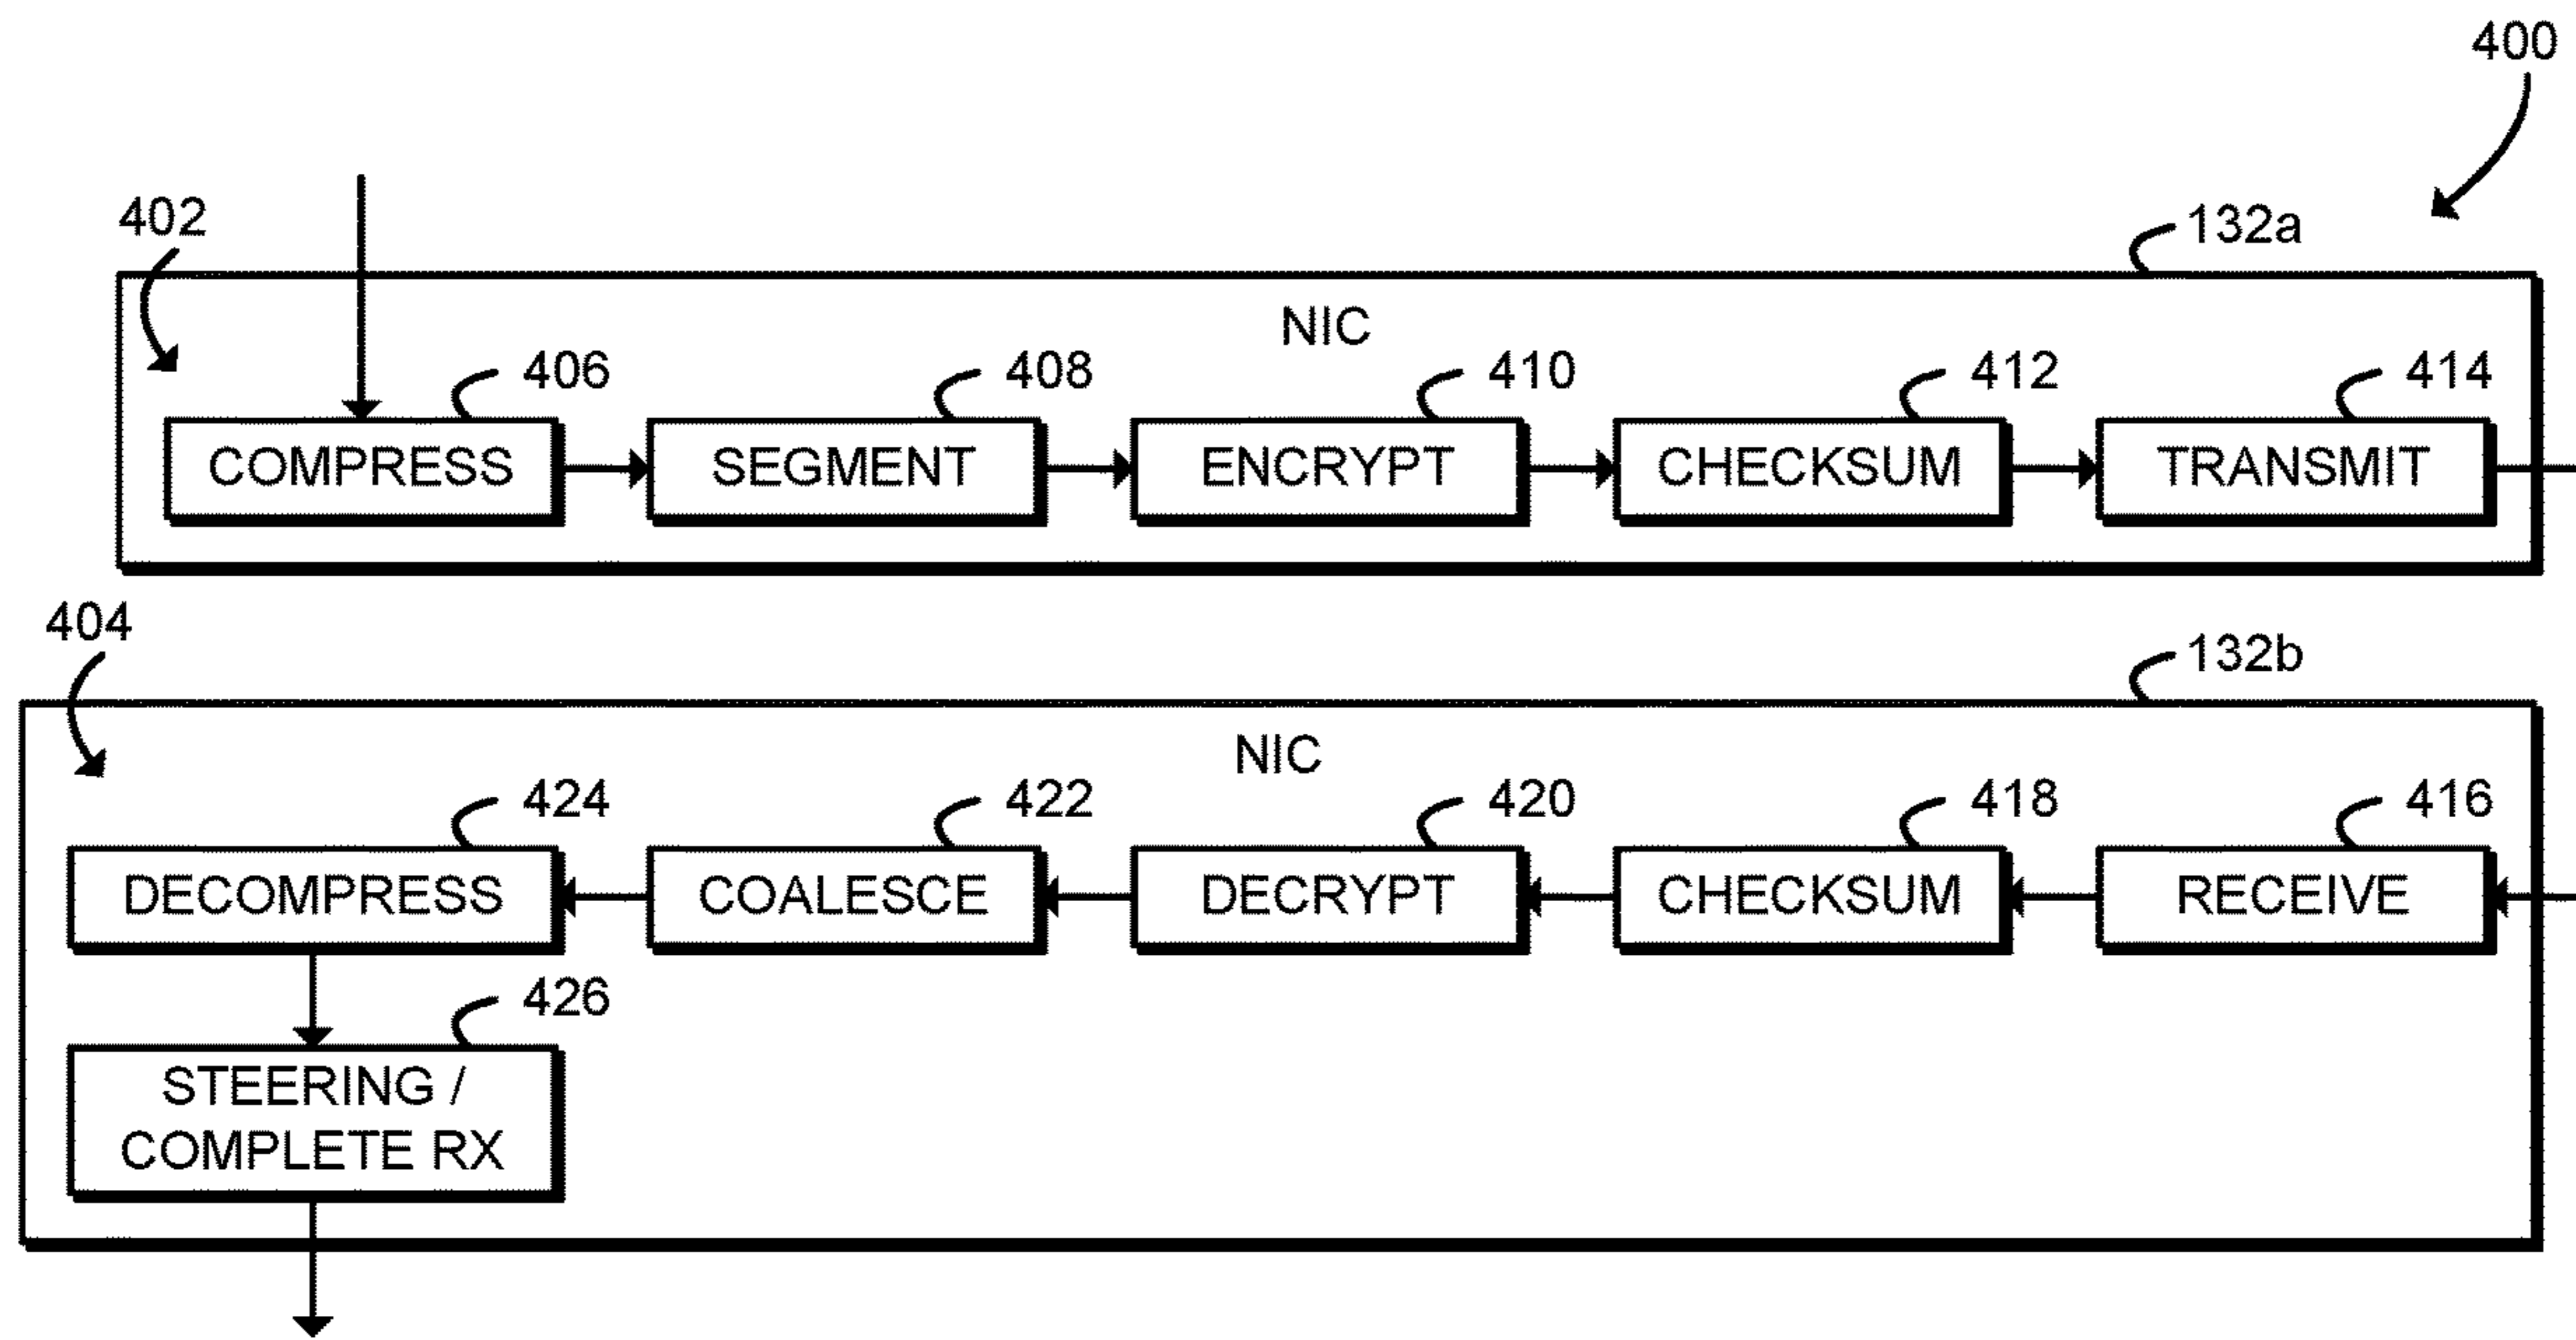 400
402
132a
NIC
406
408
410
412
414
COMPRESS
SEGMENT
ENCRYPT
CHECKSUM
TRANSMIT
404
132b
NIC
424
422
420
418
416
DECOMPRESS
COALESCE
DECRYPT
CHECKSUM
RECEIVE
426
STEERING /
COMPLETE RX